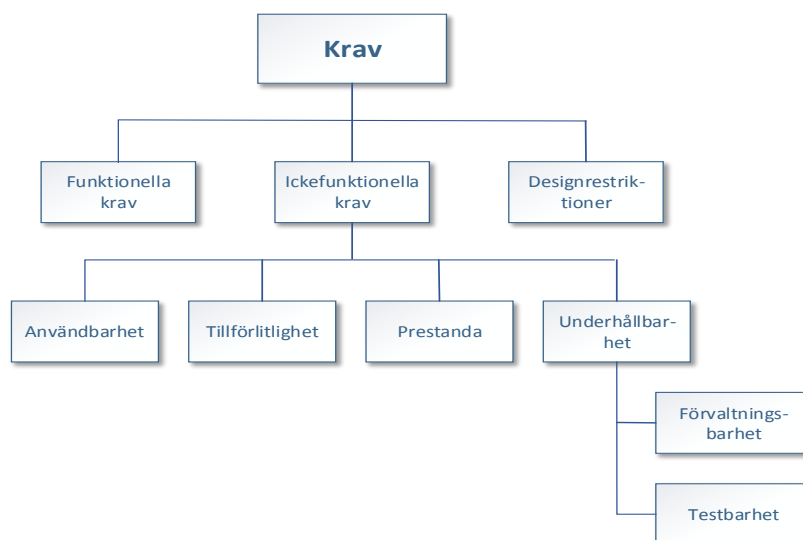 Krav
Funktionella
krav
Ickefunktionella
krav
Designrestrik-
tioner
Användbarhet
Tillförlitlighet
Prestanda
Underhållbar-
het
Förvaltnings-
barhet
Testbarhet